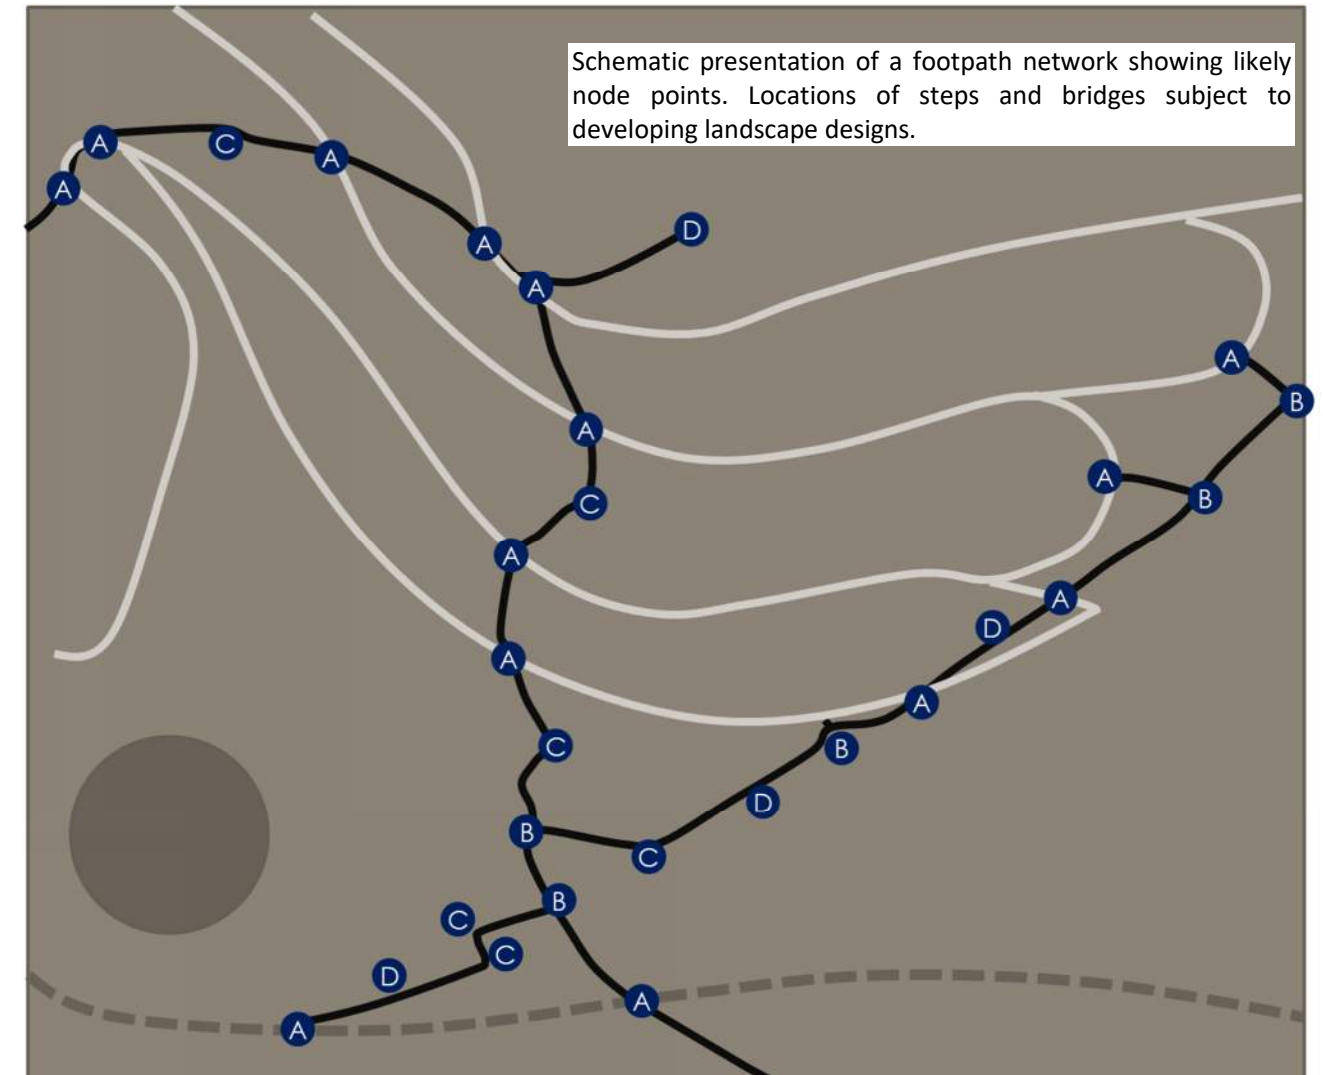 Schematic presentation of a footpath network showing likely
node points. Locations of steps and bridges subject to
developing landscape designs.
A
C
A
A
D
A
A
A
A
B
A
C
A
B
A
A
D
A
A
C
B
D
B
C
B
C
C
D
A
A